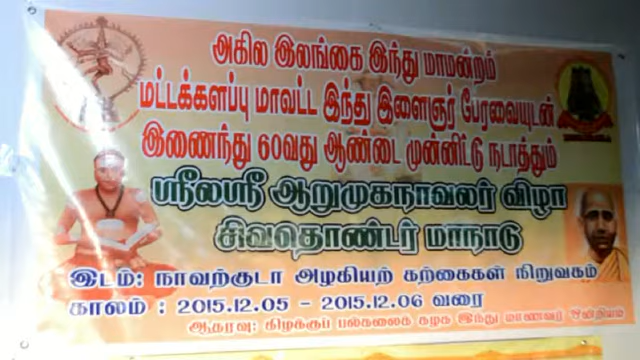 அகில இலங்கை இந்து மாமன்றம்
மட்டக்களப்பு மாவட்ட இந்து இளைஞர் பேரவையுடன்
இணைந்து 60வது ஆண்டை முன்னிட்டு நடாத்தும்
ஸ்ரீலஸ்ரீ ஆறுமுகநாவலர் விழா
சிவதொண்டர் மாநாடு
இடம்: நாவற்குடா அழகியற் கற்கைகள் நிறுவகம்
காலம் : 2015.12.05 - 2015.12.06 வரை
ஆதரவு: கிழக்குப் பல்கலைக் கழக இந்து மாணவர் ஒன்றியம்